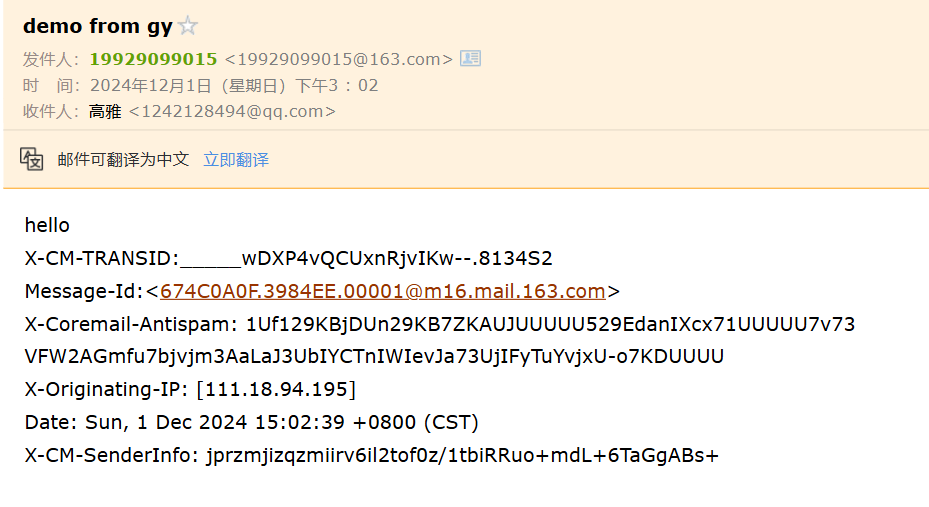 demo from gy
发件人：19929099015 <19929099015@163.com>
时　间：2024年12月1日（星期日）下午3：02
收件人：高雅 <1242128494@qq.com>
邮件可翻译为中文 立即翻译
hello
X-CM-TRANSID:_____wDXP4vQCUxnRjvIKw--.8134S2
Message-Id:<674C0A0F.3984EE.00001@m16.mail.163.com>
X-Coremail-Antispam: 1Uf129KBjDUn29KB7ZKAUJUUUUU529EdanIXcx71UUUUU7v73
VFW2AGmfu7bjvjm3AaLaJ3UbIYCTnIWIevJa73UjIFyTuYvjxU-o7KDUUUU
X-Originating-IP: [111.18.94.195]
Date: Sun, 1 Dec 2024 15:02:39 +0800 (CST)
X-CM-SenderInfo: jprzmjizqzmiirv6il2tof0z/1tbiRRuo+mdL+6TaGgABs+